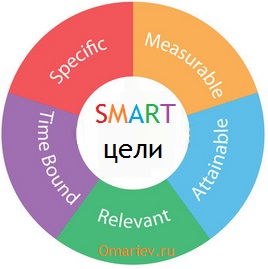 SMART
цели
Specific
Measurable
Attainable
Relevant
Time Bound
Omariev.ru